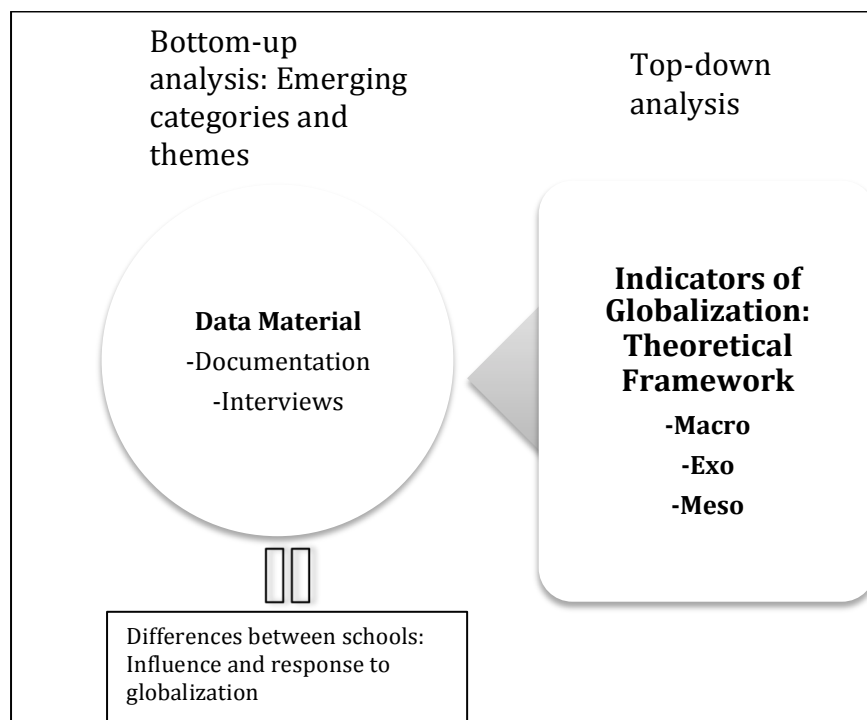 Bottom-up
analysis: Emerging
categories and
themes
Top-down
analysis
Data Material
-Documentation
-Interviews
Indicators of
Globalization:
Theoretical
Framework
-Macro
-Exo
-Meso
Differences between schools:
Influence and response to
globalization